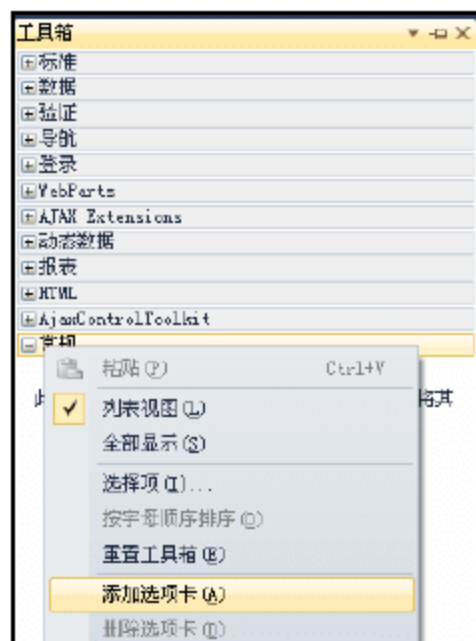 工具箱
标准
数据
验证
导航
登录
WebParts
AJAX Extensions
动态数据
报表
HTML
AjaxControlToolkit
常规
粘贴(P) Ctrl+V
将其
列表视图(L)
全部显示(S)
选择项(I)...
按字母顺序排序(O)
重置工具箱(E)
添加选项卡(A)
删除选项卡(D)